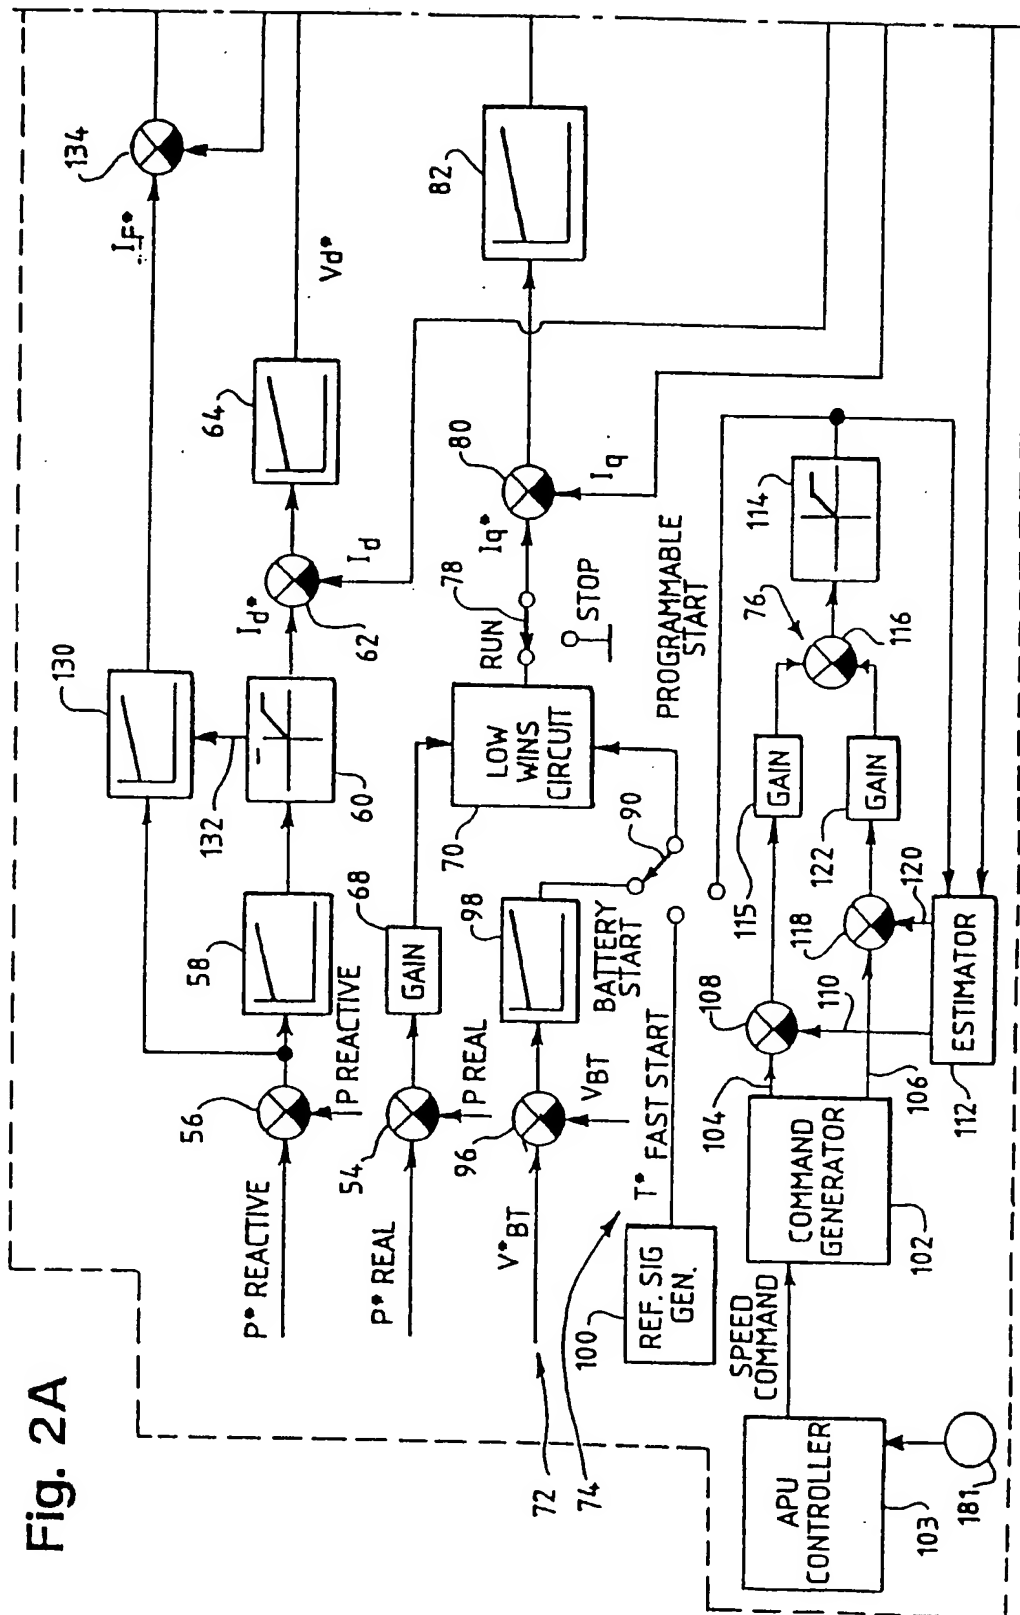 Fig. 2A
134
IF*
130
132
Vd*
64
Id*
Id
62
60
58
56
P* REACTIVE
P REACTIVE
82
80
Iq*
Iq
78
RUN
STOP
LOW
WINS
CIRCUIT
70
68
GAIN
54
P* REAL
P REAL
98
96
V*BT
VBT
72
BATTERY
START
90
PROGRAMMABLE
START
T* FAST START
74
100
REF. SIG
GEN.
114
76
116
GAIN
115
GAIN
122
118
120
108
110
104
106
ESTIMATOR
112
COMMAND
GENERATOR
102
SPEED
COMMAND
APU
CONTROLLER
103
181